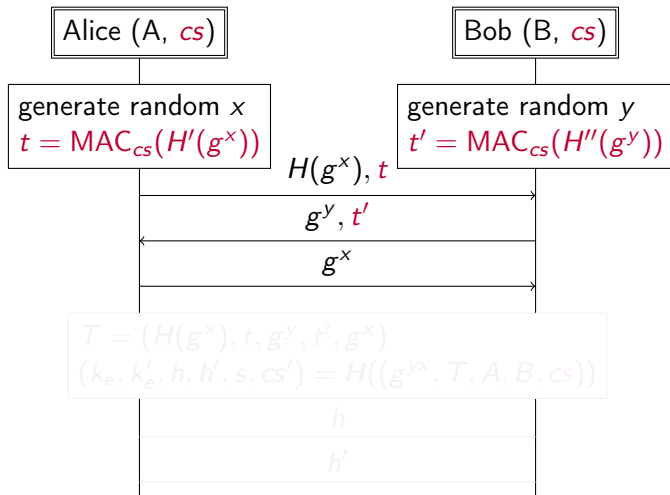 Alice (A, cs)
Bob (B, cs)
generate random x
t = MAC_cs(H′(g^x))
generate random y
t′ = MAC_cs(H′′(g^y))
H(g^x), t
g^y, t′
g^x
T = (H(g^x), t, g^y, t′, g^x)
(k_e, k′_e, h, h′, s, cs′) = H((g^yx, T, A, B, cs))
h
h′